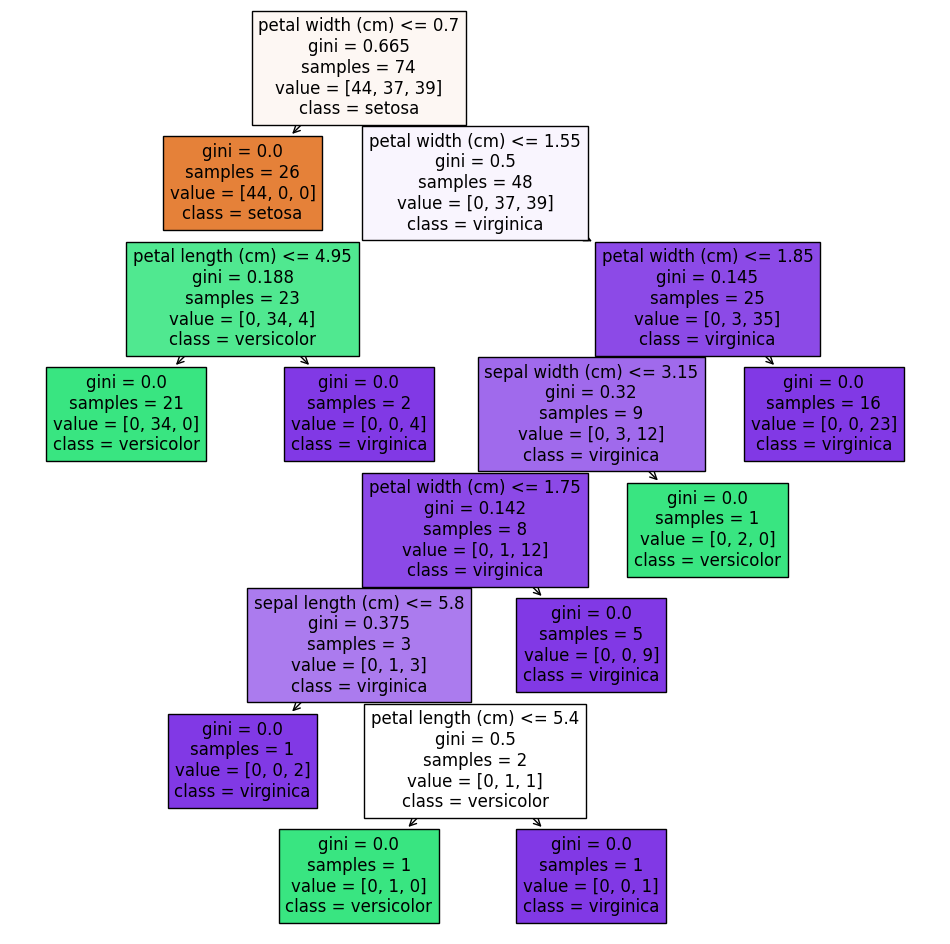 petal width (cm) <= 0.7
gini = 0.665
samples = 74
value = [44, 37, 39]
class = setosa
gini = 0.0
samples = 26
value = [44, 0, 0]
class = setosa
petal width (cm) <= 1.55
gini = 0.5
samples = 48
value = [0, 37, 39]
class = virginica
petal length (cm) <= 4.95
gini = 0.188
samples = 23
value = [0, 34, 4]
class = versicolor
petal width (cm) <= 1.85
gini = 0.145
samples = 25
value = [0, 3, 35]
class = virginica
gini = 0.0
samples = 21
value = [0, 34, 0]
class = versicolor
gini = 0.0
samples = 2
value = [0, 0, 4]
class = virginica
sepal width (cm) <= 3.15
gini = 0.32
samples = 9
value = [0, 3, 12]
class = virginica
gini = 0.0
samples = 16
value = [0, 0, 23]
class = virginica
petal width (cm) <= 1.75
gini = 0.142
samples = 8
value = [0, 1, 12]
class = virginica
gini = 0.0
samples = 1
value = [0, 2, 0]
class = versicolor
sepal length (cm) <= 5.8
gini = 0.375
samples = 3
value = [0, 1, 3]
class = virginica
gini = 0.0
samples = 5
value = [0, 0, 9]
class = virginica
gini = 0.0
samples = 1
value = [0, 0, 2]
class = virginica
petal length (cm) <= 5.4
gini = 0.5
samples = 2
value = [0, 1, 1]
class = versicolor
gini = 0.0
samples = 1
value = [0, 1, 0]
class = versicolor
gini = 0.0
samples = 1
value = [0, 0, 1]
class = virginica